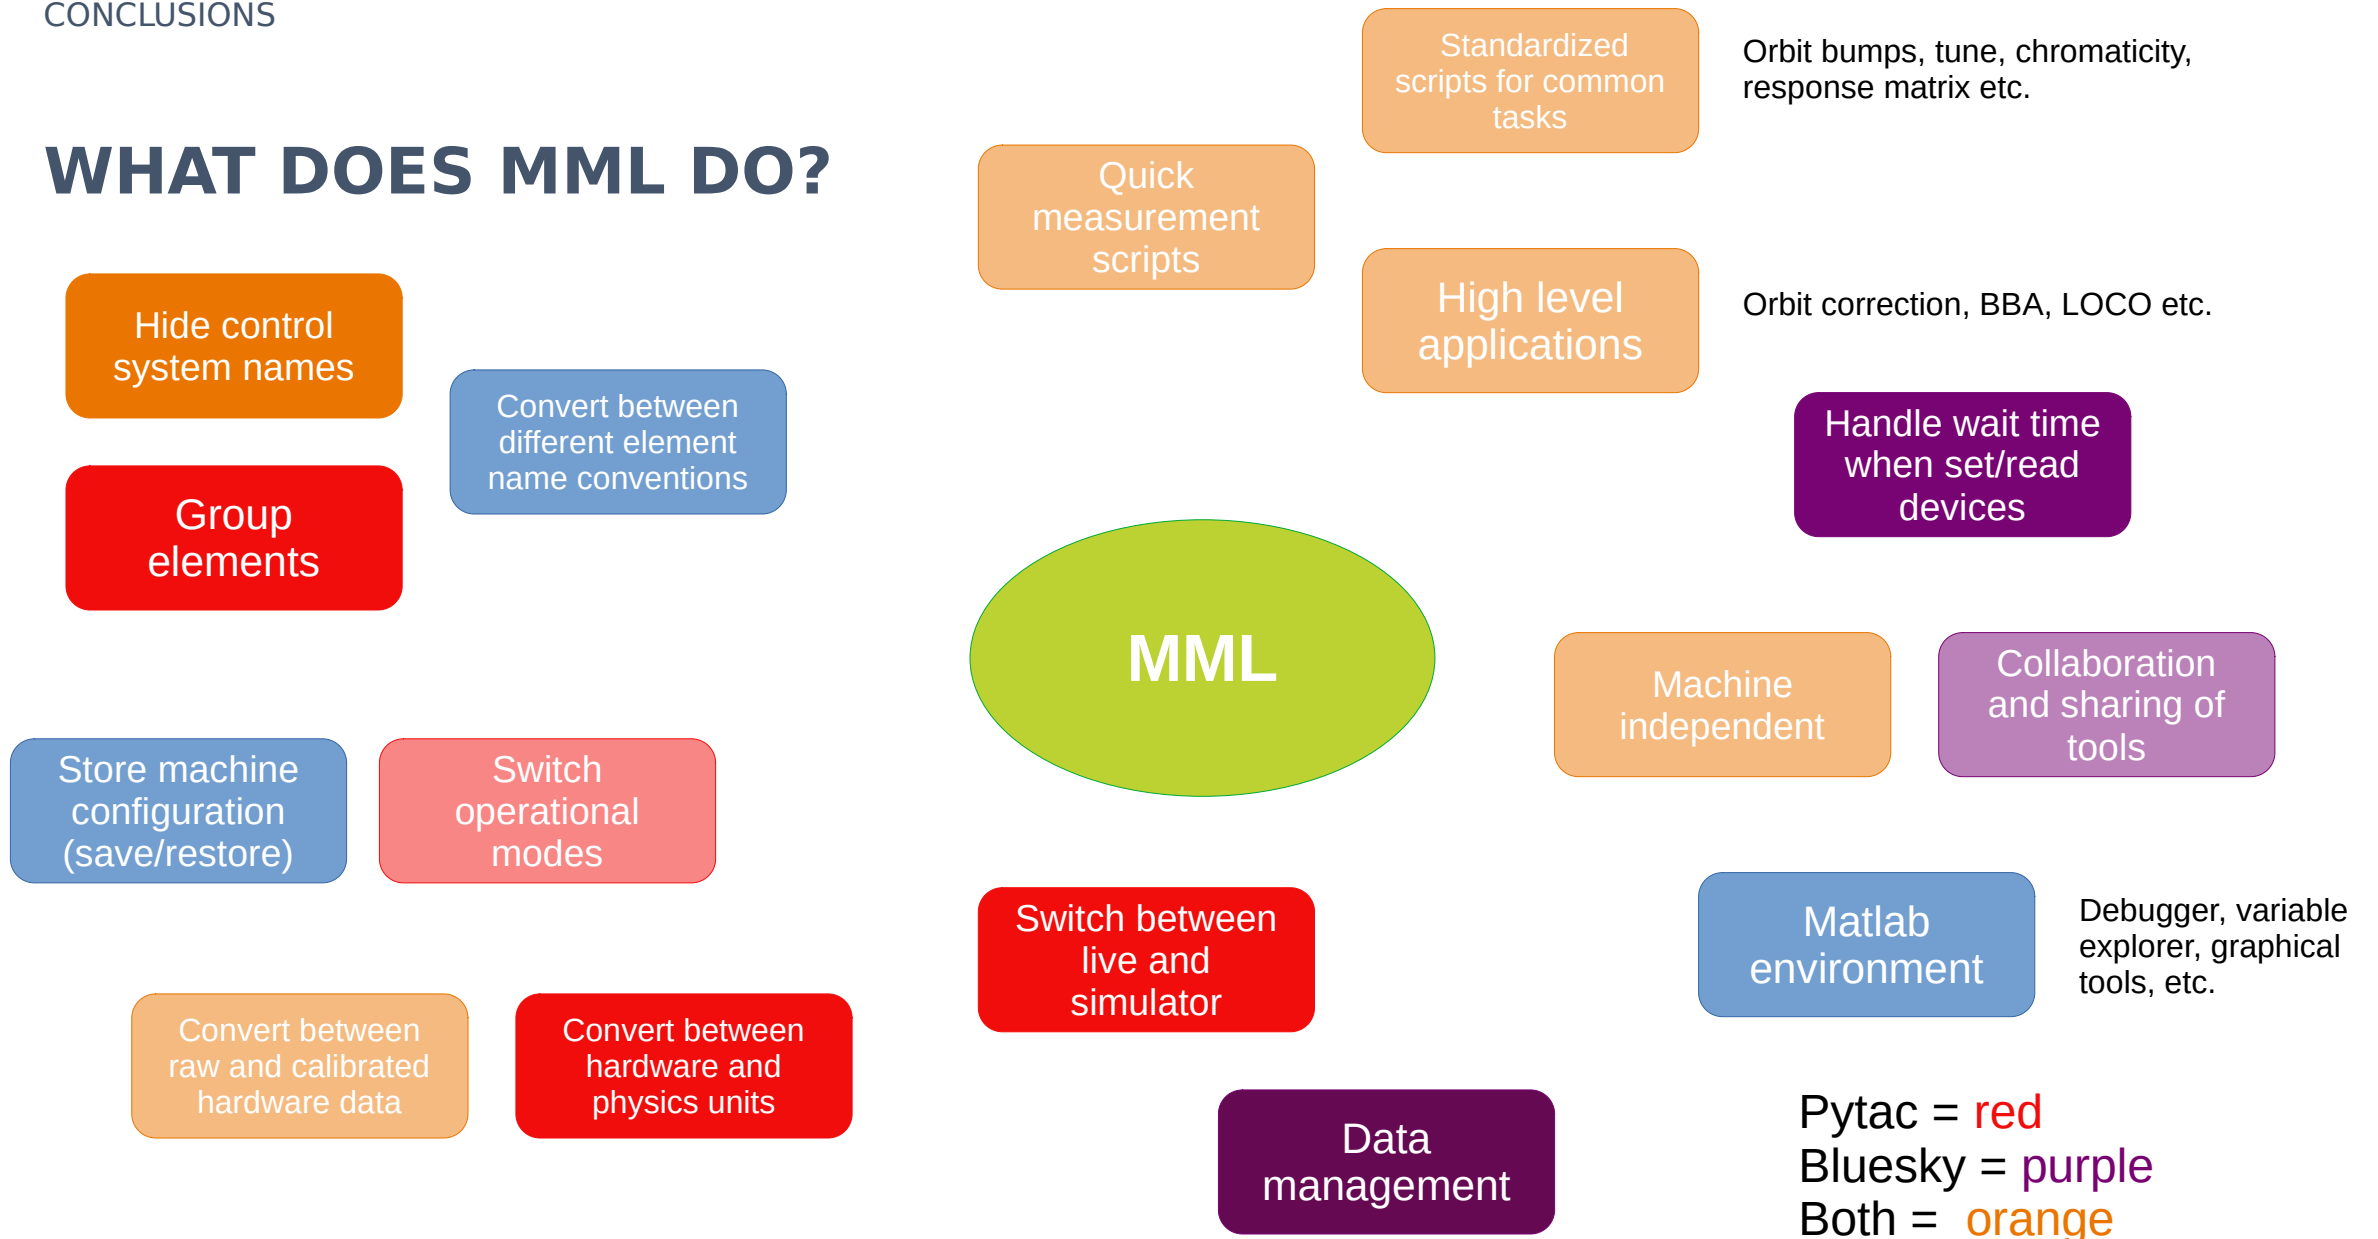 CONCLUSIONS
WHAT DOES MML DO?
Standardized
scripts for common
tasks
Orbit bumps, tune, chromaticity,
response matrix etc.
Quick
measurement
scripts
High level
applications
Orbit correction, BBA, LOCO etc.
Hide control
system names
Convert between
different element
name conventions
Handle wait time
when set/read
devices
Group
elements
MML
Machine
independent
Collaboration
and sharing of
tools
Store machine
configuration
(save/restore)
Switch
operational
modes
Switch between
live and
simulator
Matlab
environment
Debugger, variable
explorer, graphical
tools, etc.
Convert between
raw and calibrated
hardware data
Convert between
hardware and
physics units
Data
management
Pytac = red
Bluesky = purple
Both = orange